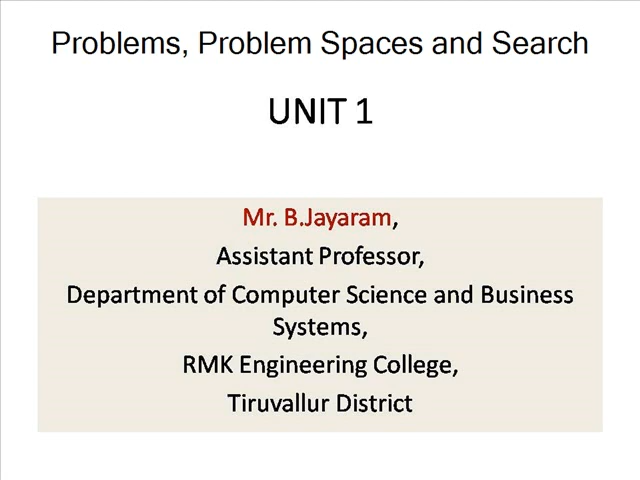 Problems, Problem Spaces and Search
UNIT 1
Mr. B.Jayaram,
Assistant Professor,
Department of Computer Science and Business
Systems,
RMK Engineering College,
Tiruvallur District